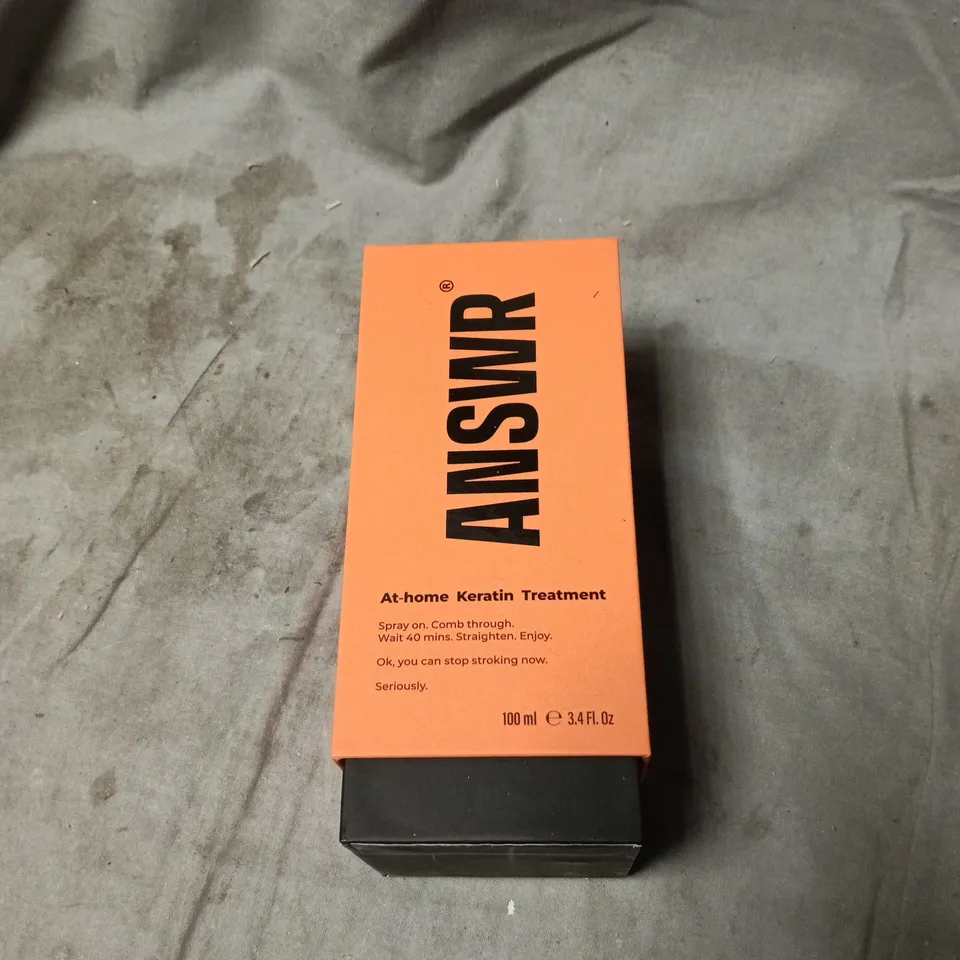 ANSWR®
At-home Keratin Treatment
Spray on. Comb through.
Wait 40 mins. Straighten. Enjoy.
Ok, you can stop stroking now.
Seriously.
100 ml ℮ 3.4 Fl. Oz